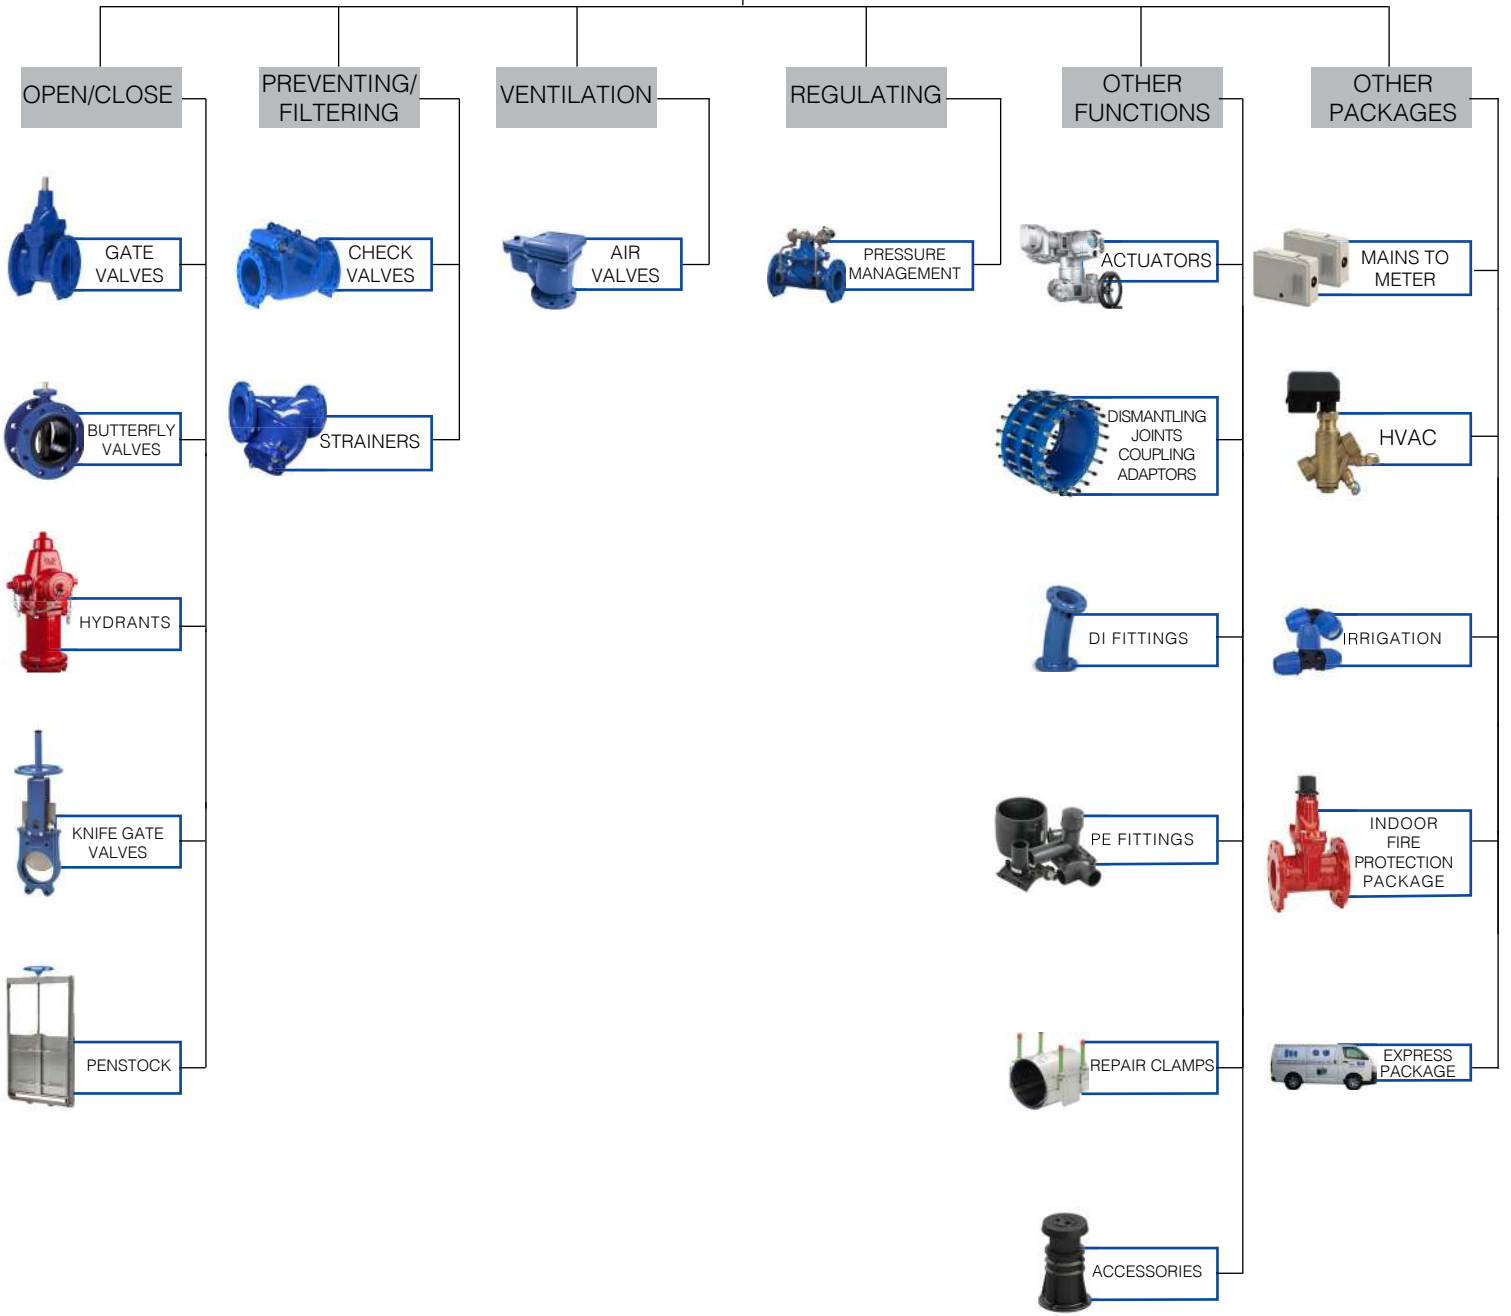 OPEN/CLOSE
PREVENTING/
FILTERING
VENTILATION
REGULATING
OTHER
FUNCTIONS
OTHER
PACKAGES
GATE
VALVES
BUTTERFLY
VALVES
HYDRANTS
KNIFE GATE
VALVES
PENSTOCK
CHECK
VALVES
STRAINERS
AIR
VALVES
PRESSURE
MANAGEMENT
ACTUATORS
DISMANTLING
JOINTS
COUPLING
ADAPTORS
DI FITTINGS
PE FITTINGS
REPAIR CLAMPS
ACCESSORIES
MAINS TO
METER
HVAC
IRRIGATION
INDOOR
FIRE
PROTECTION
PACKAGE
EXPRESS
PACKAGE